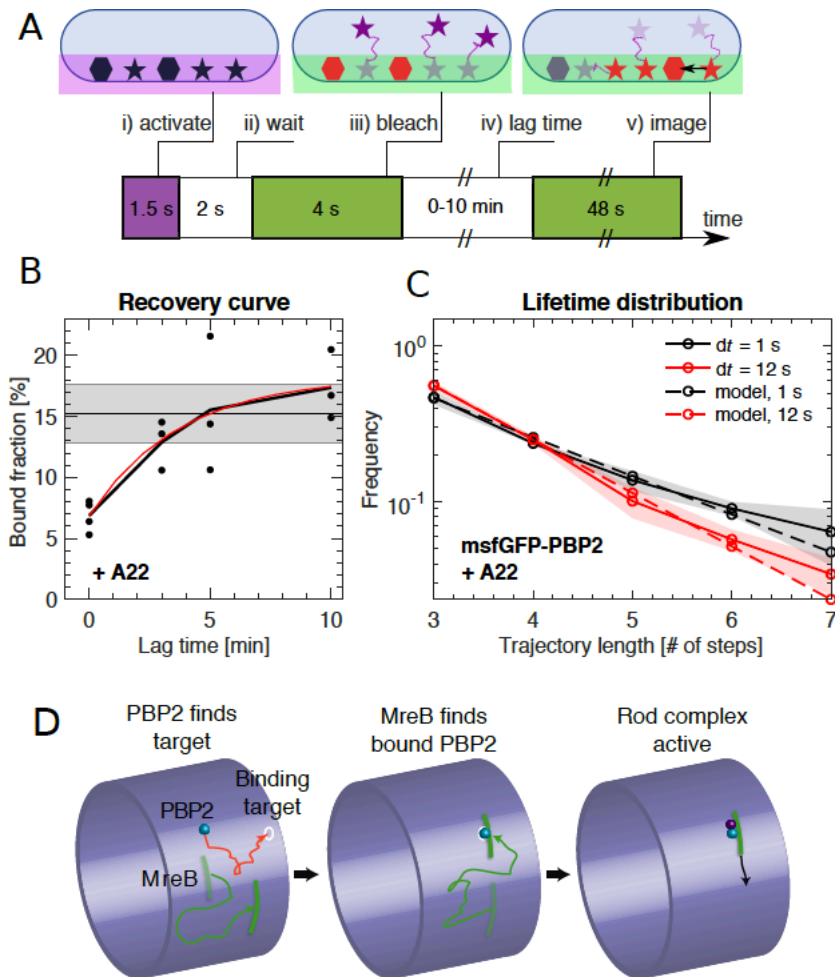 A
i) activate
ii) wait
iii) bleach
iv) lag time
v) image
1.5 s
2 s
4 s
0-10 min
48 s
time
B
Recovery curve
Bound fraction [%]
20
15
10
5
0
+ A22
0
5
10
Lag time [min]
C
Lifetime distribution
Frequency
10^0
10^-1
dt = 1 s
dt = 12 s
model, 1 s
model, 12 s
msfGFP-PBP2
+ A22
3
4
5
6
7
Trajectory length [# of steps]
D
PBP2 finds
target
PBP2
Binding
target
MreB
MreB finds
bound PBP2
Rod complex
active